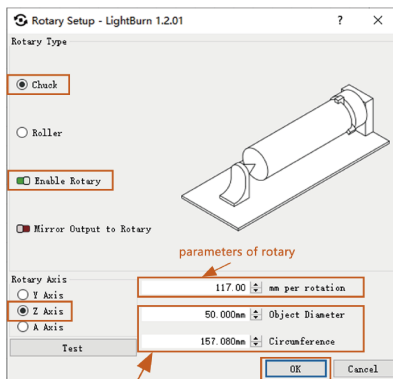 Rotary Setup - LightBurn 1.2.01 ? ×
Rotary Type
Chuck
Roller
Enable Rotary
Mirror Output to Rotary
parameters of rotary
Rotary Axis
Y Axis
117.00 mm per rotation
Z Axis
50.000mm Object Diameter
A Axis
157.080mm Circumference
Test
OK Cancel